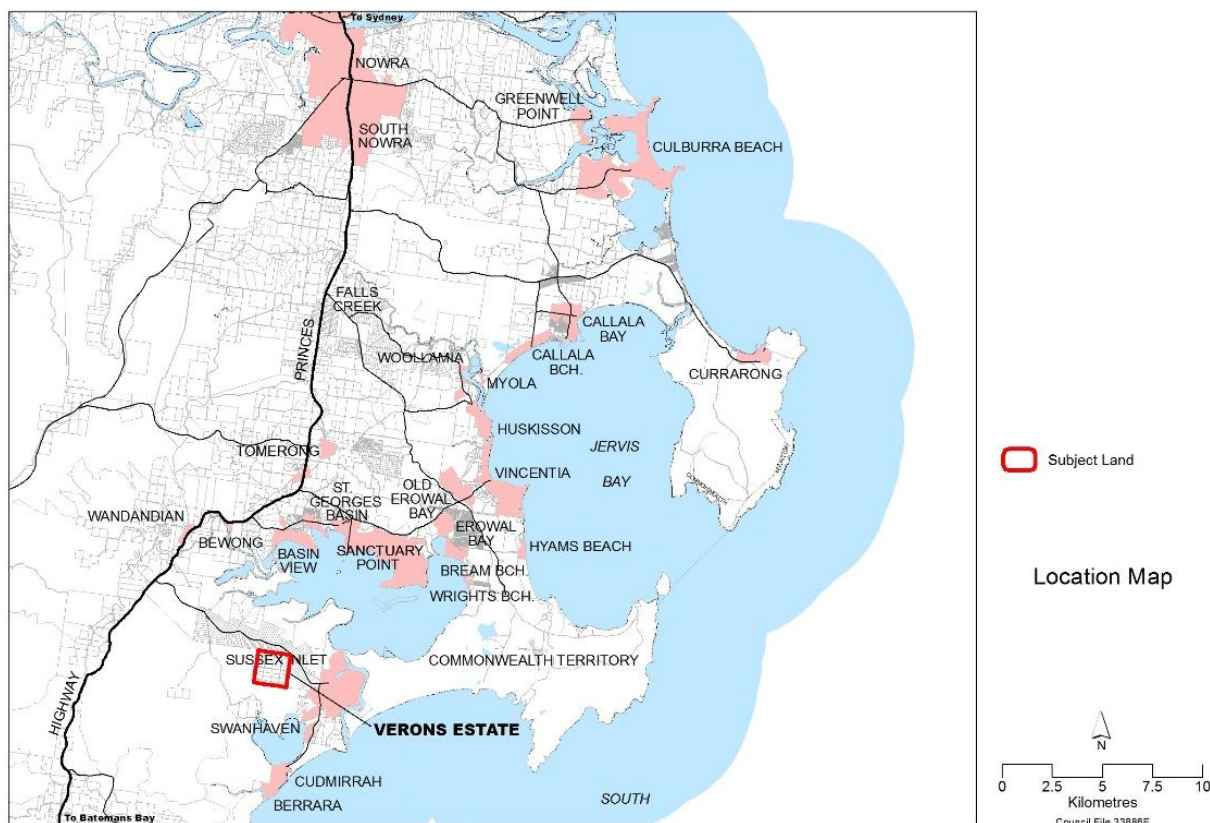 To Sydney
NOWRA
SOUTH
NOWRA
GREENWELL
POINT
CULBURRA BEACH
FALLS
CREEK
PRINCES
WOOLLAMIA
CALLALA
BAY
CALLALA
BCH.
MYOLA
CURRARONG
HUSKISSON
JERVIS
BAY
TOMERONG
VINCENTIA
ST.
GEORGES
BASIN
OLD
EROWAL
BAY
WANDANDIAN
BEWONG
BASIN
VIEW
SANCTUARY
POINT
EROWAL
BAY
HYAMS BEACH
BREAM BCH.
WRIGHTS BCH.
SUSSEX INLET
COMMONWEALTH TERRITORY
HIGHWAY
SWANHAVEN
VERONS ESTATE
CUDMIRRAH
BERRARA
SOUTH
To Batemans Bay
Subject Land
Location Map
N
0 2.5 5 7.5 10
Kilometres
Council File 33886F